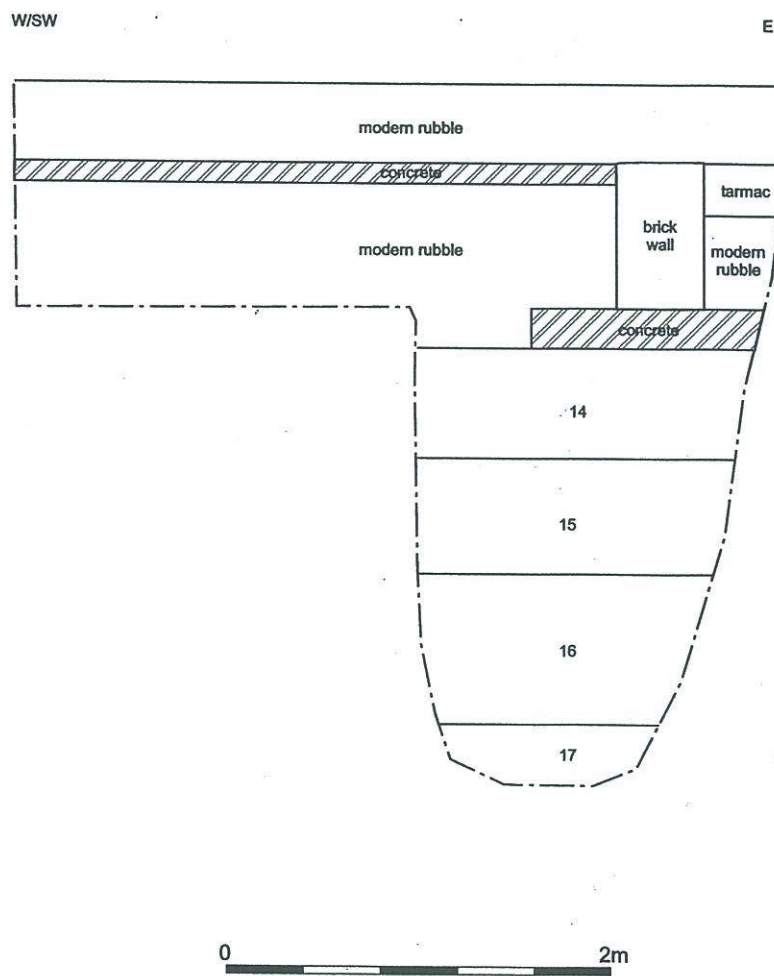 W/SW
E
modern rubble
concrete
tarmac
brick
wall
modern rubble
modern
rubble
concrete
14
15
16
17
0
2m